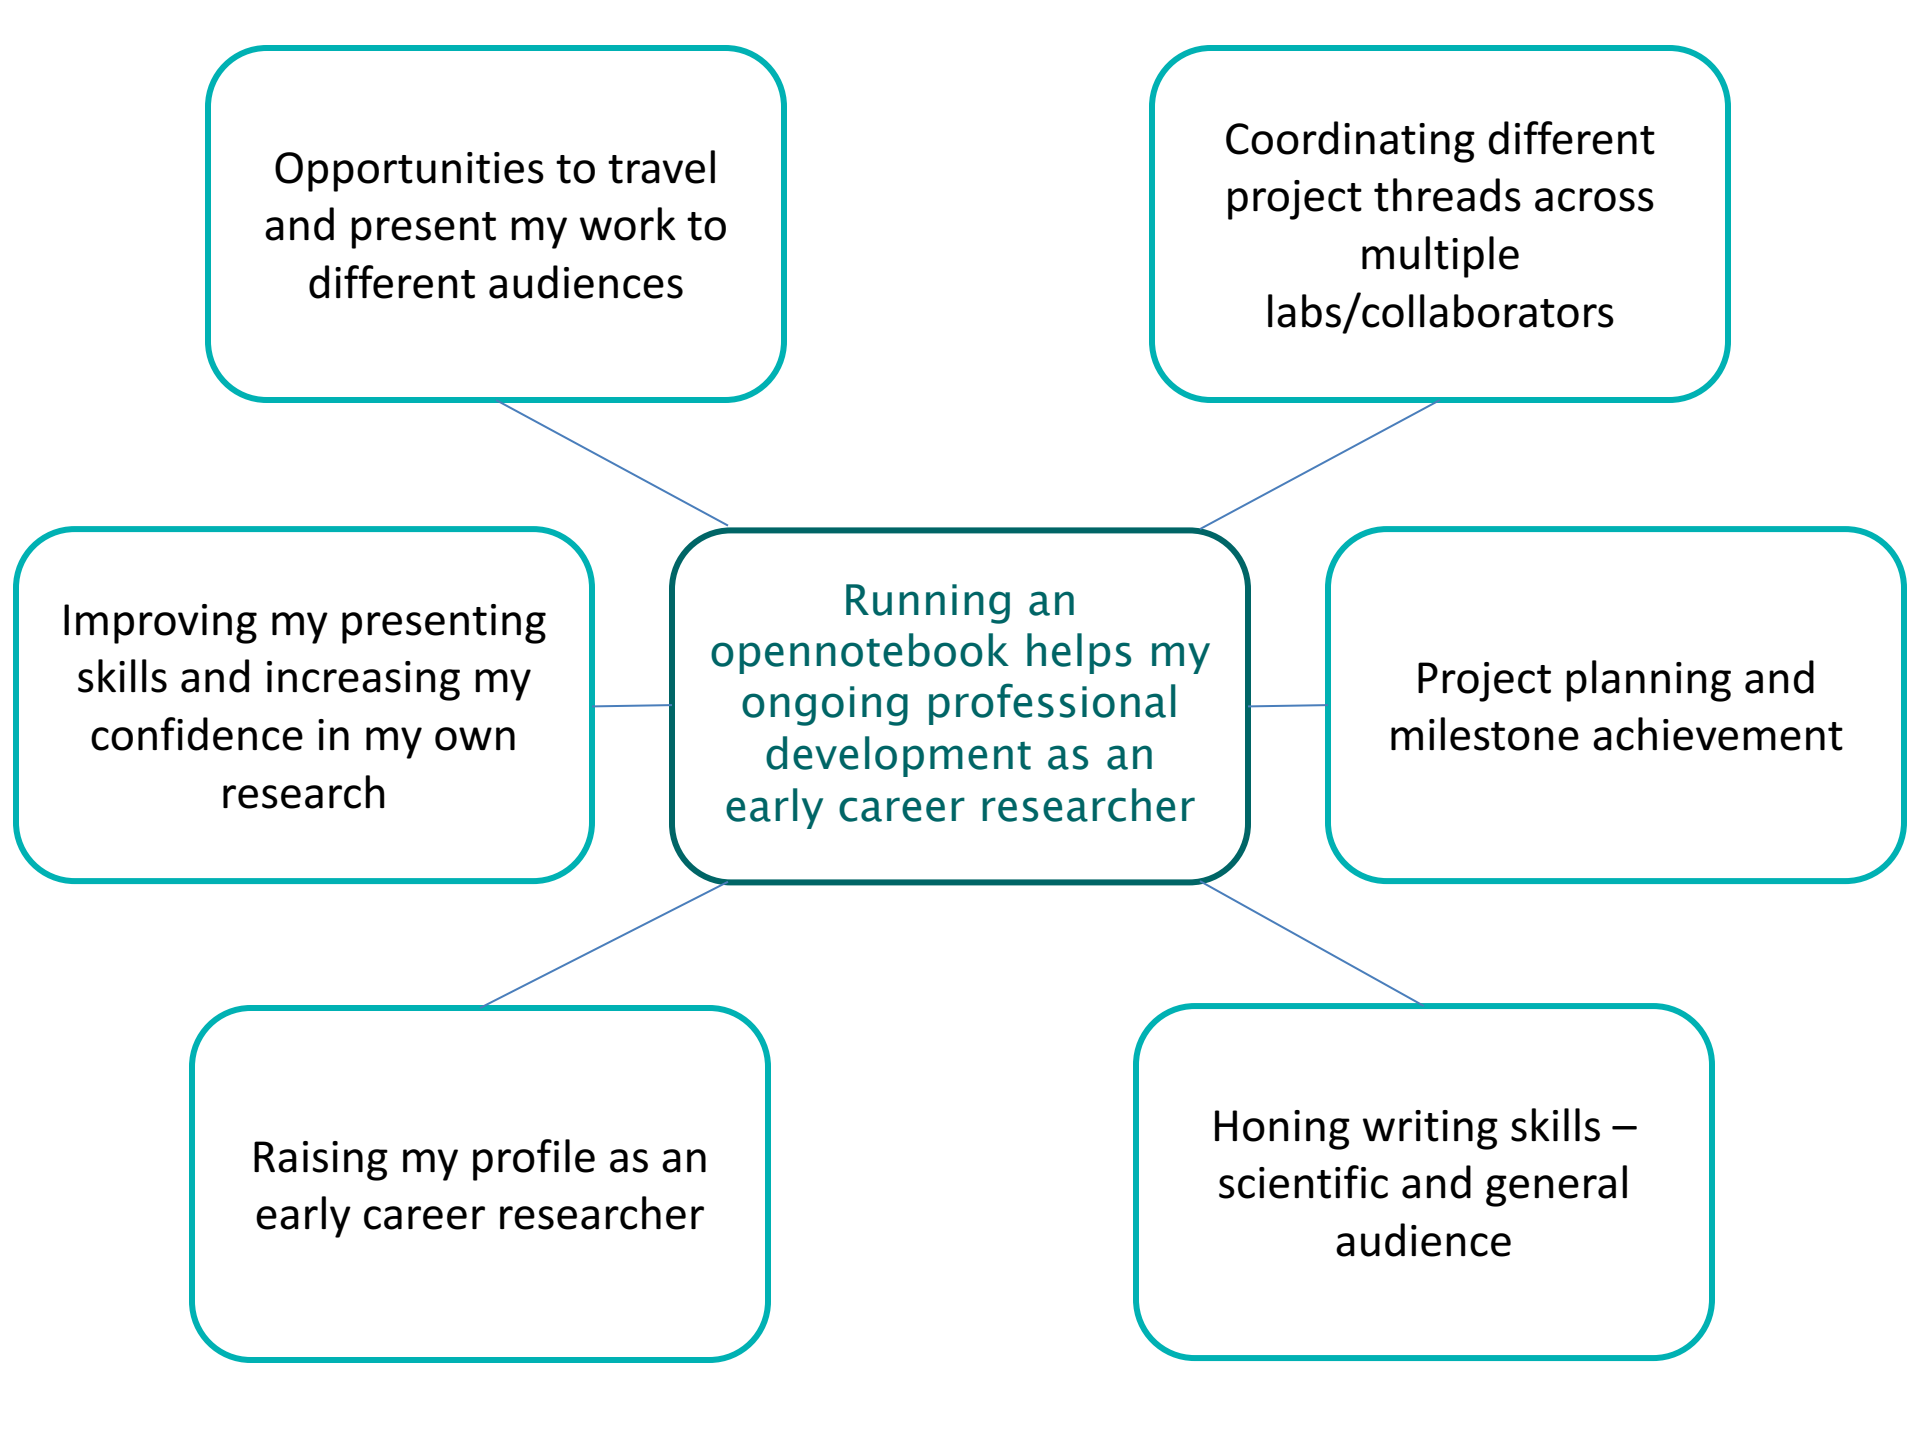 Opportunities to travel
and present my work to
different audiences
Coordinating different
project threads across
multiple
labs/collaborators
Improving my presenting
skills and increasing my
confidence in my own
research
Running an
opennotebook helps my
ongoing professional
development as an
early career researcher
Project planning and
milestone achievement
Raising my profile as an
early career researcher
Honing writing skills –
scientific and general
audience